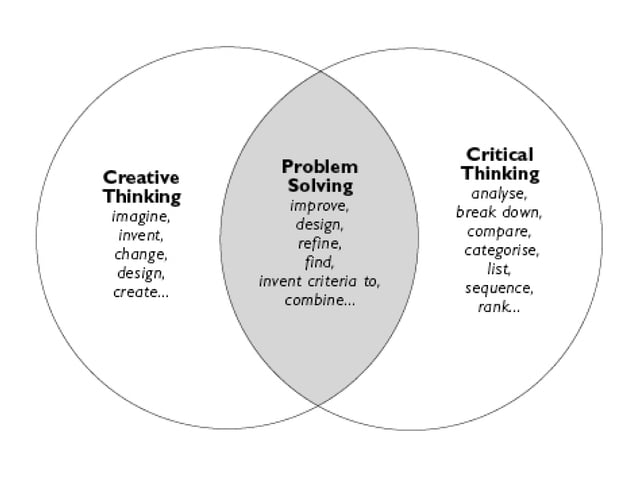 Creative
Thinking
imagine,
invent,
change,
design,
create...
Problem
Solving
improve,
design,
refine,
find,
invent criteria to,
combine...
Critical
Thinking
analyse,
break down,
compare,
categorise,
list,
sequence,
rank...